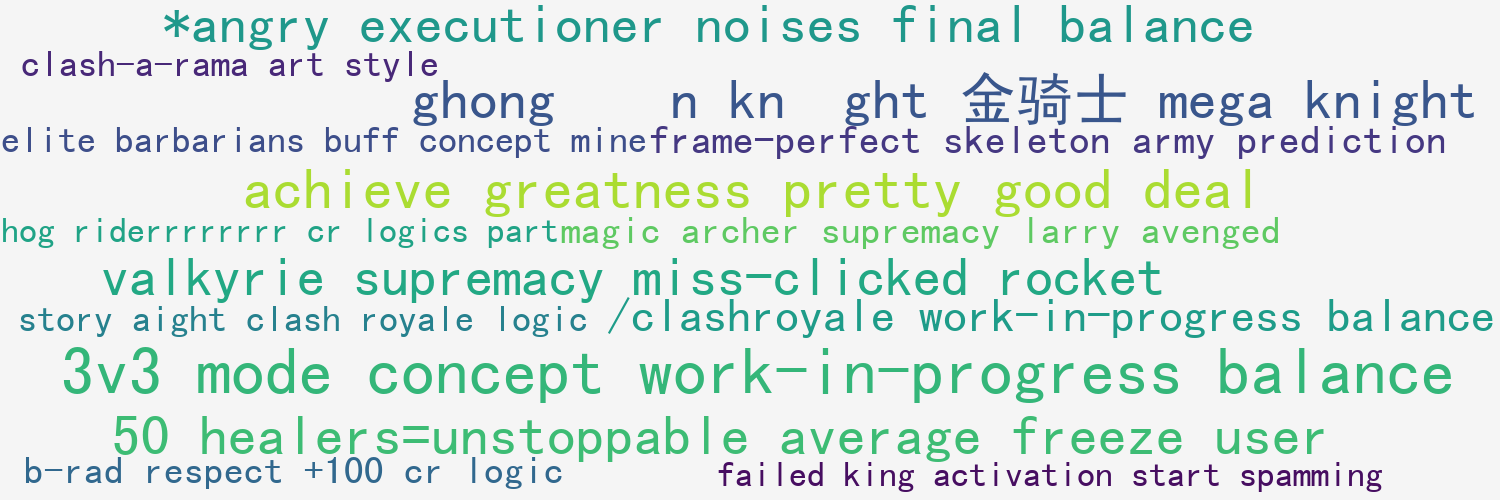 *angry executioner noises final balance
clash-a-rama art style
ghong n kn ght 金骑士 mega knight
elite barbarians buff concept mine
frame-perfect skeleton army prediction
achieve greatness pretty good deal
hog riderrrrrrrr cr logics part
magic archer supremacy larry avenged
valkyrie supremacy miss-clicked rocket
story aight clash royale logic
/clashroyale work-in-progress balance
3v3 mode concept work-in-progress balance
50 healers=unstoppable average freeze user
b-rad respect +100 cr logic
failed king activation start spamming